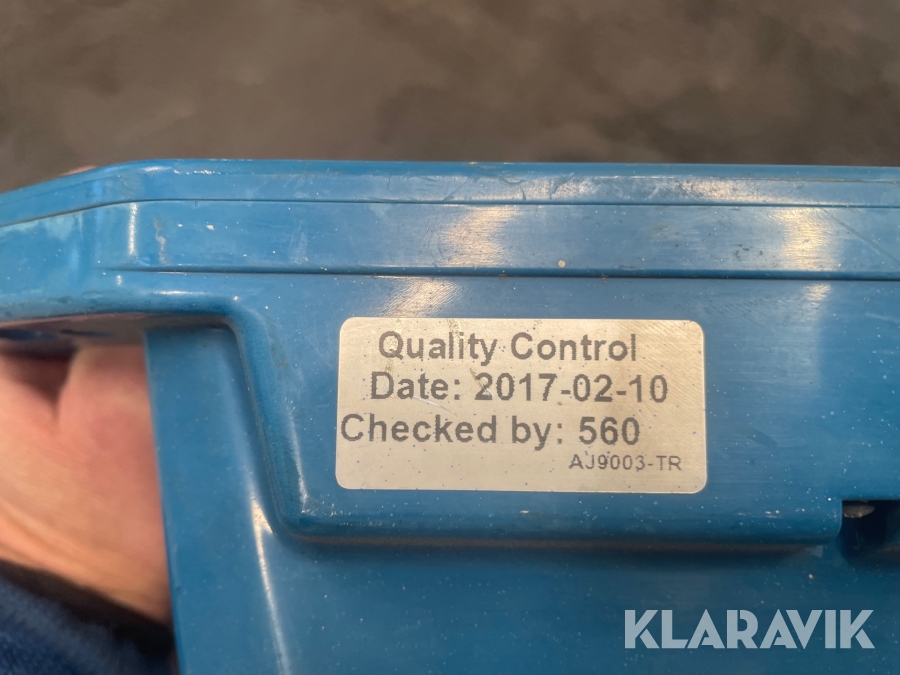 Quality Control
Date: 2017-02-10
Checked by: 560
AJ9003-TR
KLARAVIK